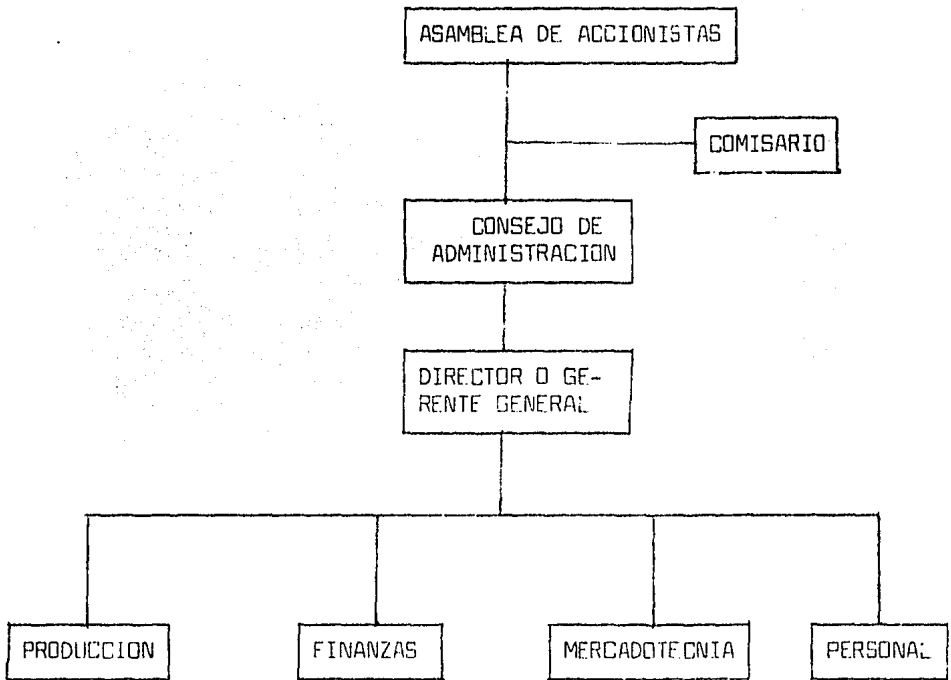 ASAMBLEA DE ACCIONISTAS
COMISARIO
CONSEJO DE
ADMINISTRACION
DIRECTOR O GE-
RENTE GENERAL
PRODUCCION
FINANZAS
MERCADOTECNIA
PERSONAL